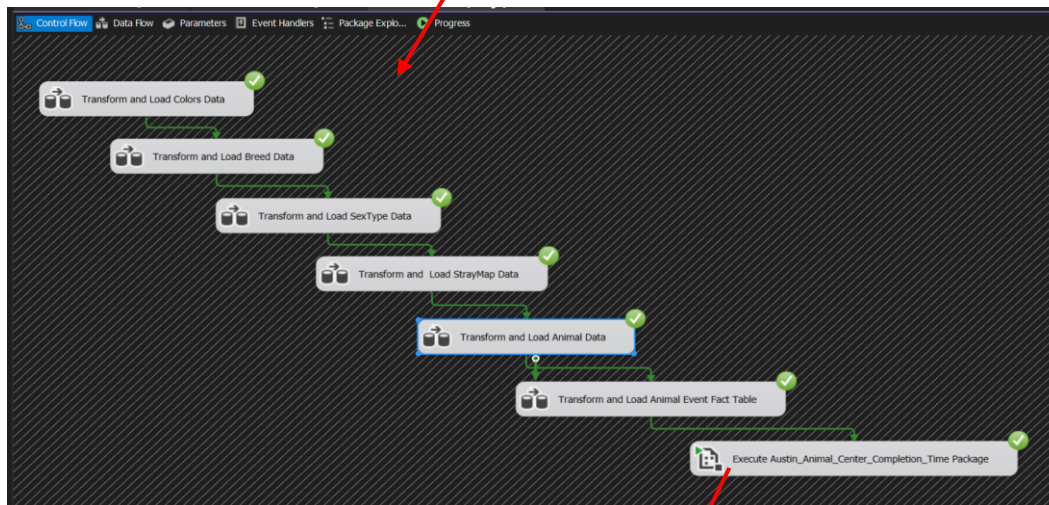 Control Flow Data Flow Parameters Event Handlers Package Explo... Progress
Transform and Load Colors Data
Transform and Load Breed Data
Transform and Load SexType Data
Transform and  Load StrayMap Data
Transform and Load Animal Data
Transform and Load Animal Event Fact Table
Execute Austin_Animal_Center_Completion_Time Package